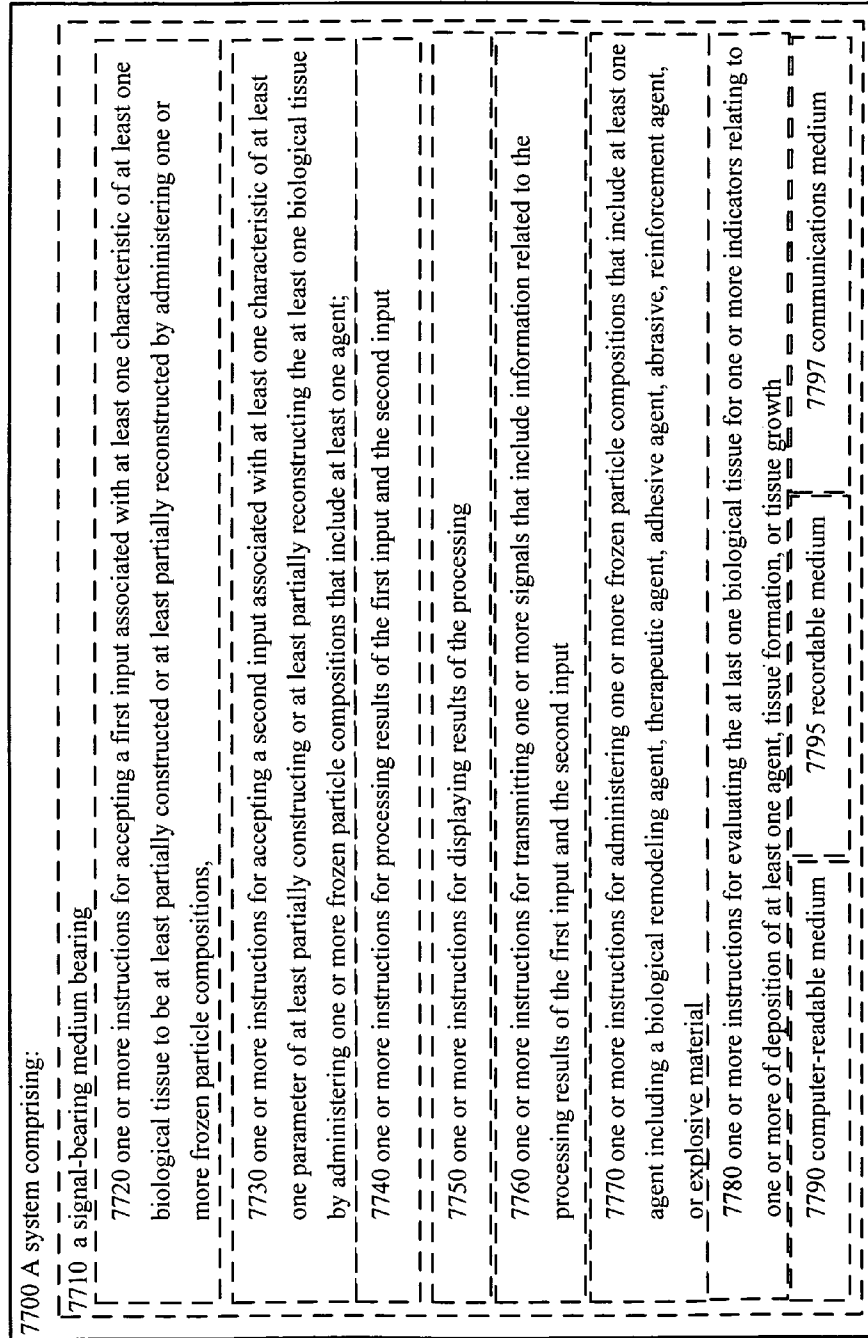 7700 A system comprising:
7710 a signal-bearing medium bearing
7720 one or more instructions for accepting a first input associated with at least one characteristic of at least one
biological tissue to be at least partially constructed or at least partially reconstructed by administering one or
more frozen particle compositions,
7730 one or more instructions for accepting a second input associated with at least one characteristic of at least
one parameter of at least partially constructing or at least partially reconstructing the at least one biological tissue
by administering one or more frozen particle compositions that include at least one agent;
7740 one or more instructions for processing results of the first input and the second input
7750 one or more instructions for displaying results of the processing
7760 one or more instructions for transmitting one or more signals that include information related to the
processing results of the first input and the second input
7770 one or more instructions for administering one or more frozen particle compositions that include at least one
agent including a biological remodeling agent, therapeutic agent, adhesive agent, abrasive, reinforcement agent,
or explosive material
7780 one or more instructions for evaluating the at last one biological tissue for one or more indicators relating to
one or more of deposition of at least one agent, tissue formation, or tissue growth
7790 computer-readable medium
7795 recordable medium
7797 communications medium